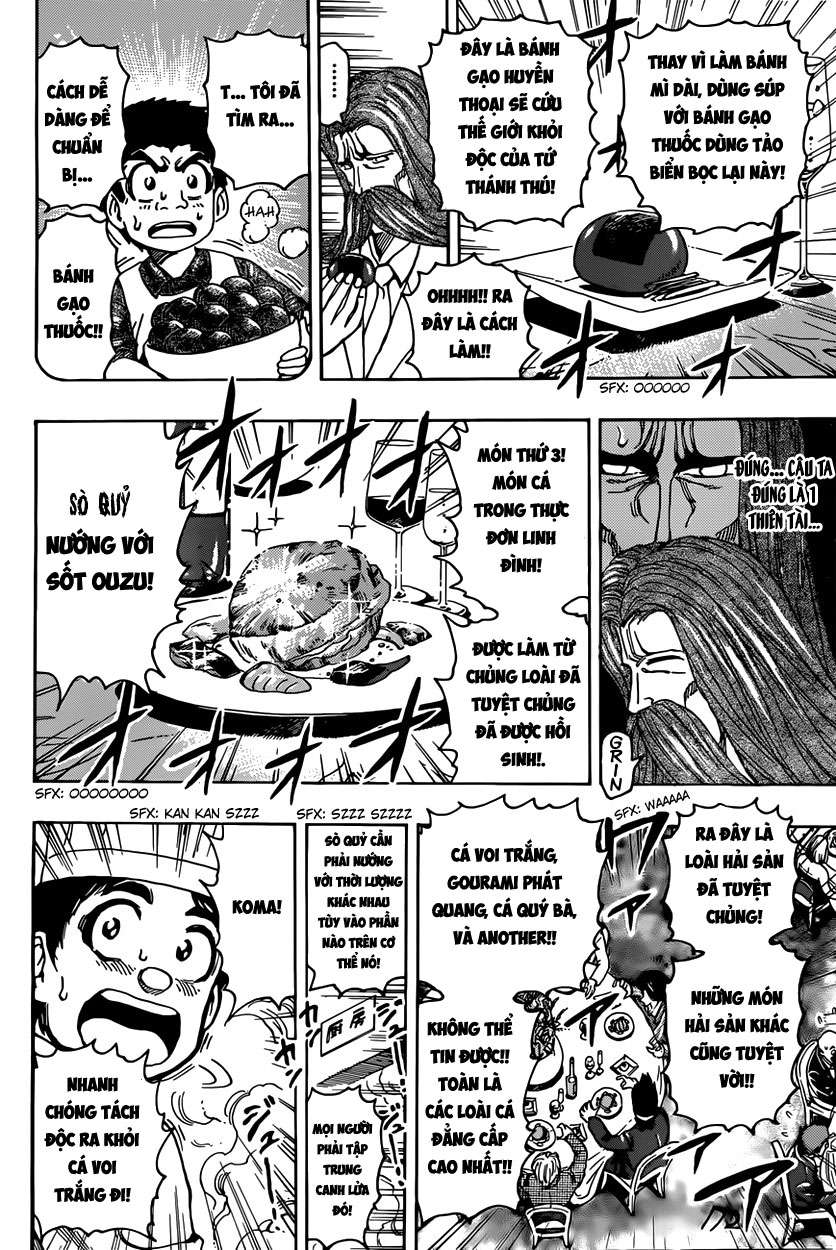 THAY VÌ LÀM BÁNH
MÌ DÀI, DÙNG SÚP
VỚI BÁNH GẠO
THUỐC DÙNG TẢO
BIỂN BỌC LẠI NÀY!
ĐÂY LÀ BÁNH
GẠO HUYỀN
THOẠI SẼ CỨU
THẾ GIỚI KHỎI
ĐỘC CỦA TỨ
THÁNH THÚ!
OHHHH!! RA
ĐÂY LÀ CÁCH
LÀM!!
SFX: OOOOOO
T... TÔI ĐÃ
TÌM RA...
CÁCH DỄ
DÀNG ĐỂ
CHUẨN
BỊ...
HAH
BÁNH
GẠO
THUỐC!!
ĐÚNG... CẬU TA
ĐÚNG LÀ 1
THIÊN TÀI...
GRIN
MÓN THỨ 3!
MÓN CÁ
TRONG THỰC
ĐƠN LINH
ĐÌNH!
ĐƯỢC LÀM TỪ
CHỦNG LOÀI ĐÃ
TUYỆT CHỦNG
ĐÃ ĐƯỢC HỒI
SINH!.
SÒ QUỶ
NƯỚNG VỚI
SỐT OUZU!
SFX: OOOOOOOOO
SFX: WAAAAA
RA ĐÂY LÀ
LOÀI HẢI SẢN
ĐÃ TUYỆT
CHỦNG!
NHỮNG MÓN
HẢI SẢN KHÁC
CŨNG TUYỆT
VỜI!!
CÁ VOI TRẮNG,
GOURAMI PHÁT
QUANG, CÁ QUÝ BÀ,
VÀ ANOTHER!!
KHÔNG THỂ
TIN ĐƯỢC!!
TOÀN LÀ
CÁC LOÀI CÁ
ĐẲNG CẤP
CAO NHẤT!!
SFX: SZZZ SZZZZ
SÒ QUỶ CẦN
PHẢI NƯỚNG
VỚI THỜI LƯỢNG
KHÁC NHAU
TÙY VÀO PHẦN
NÀO TRÊN CƠ
THỂ NÓ!
厨房
MỌI NGƯỜI
PHẢI TẬP
TRUNG
CANH LỬA
ĐÓ!
SFX: KAN KAN SZZZ
KOMA!
NHANH
CHÓNG TÁCH
ĐỘC RA KHỎI
CÁ VOI
TRẮNG ĐI!